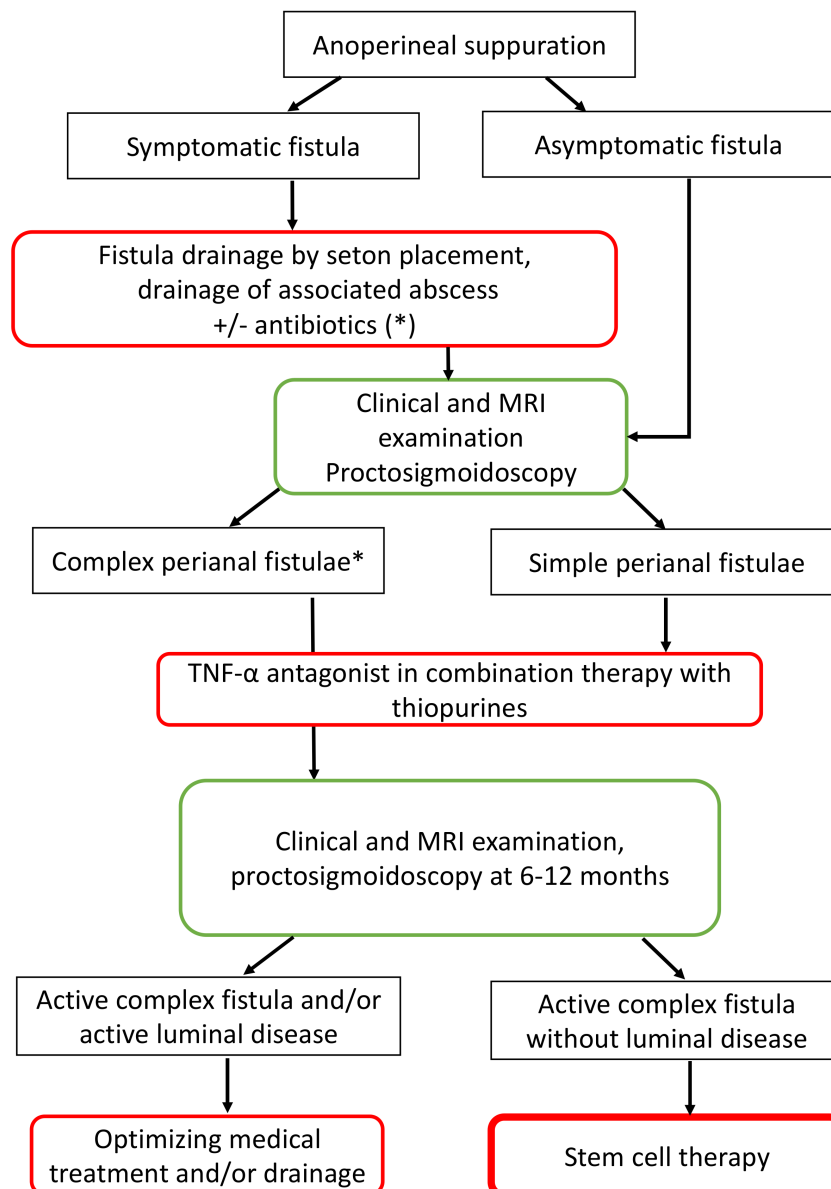 Anoperineal suppuration
Symptomatic fistula
Asymptomatic fistula
Fistula drainage by seton placement,
drainage of associated abscess
+/- antibiotics (*)
Clinical and MRI
examination
Proctosigmoidoscopy
Complex perianal fistulae*
Simple perianal fistulae
TNF-α antagonist in combination therapy with
thiopurines
Clinical and MRI examination,
proctosigmoidoscopy at 6-12 months
Active complex fistula and/or
active luminal disease
Active complex fistula
without luminal disease
Optimizing medical
treatment and/or drainage
Stem cell therapy